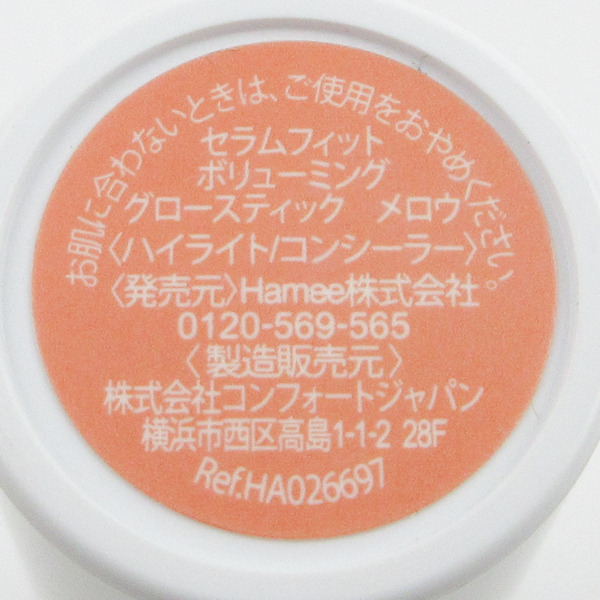 お肌に合わないときは、ご使用をおやめください。
セラムフィット
ボリューミング
グロースティック　メロウ
〈ハイライト/コンシーラー〉
〈発売元〉Hamee株式会社
0120-569-565
〈製造販売元〉
株式会社コンフォートジャパン
横浜市西区高島1-1-2 28F
Ref.HA026697